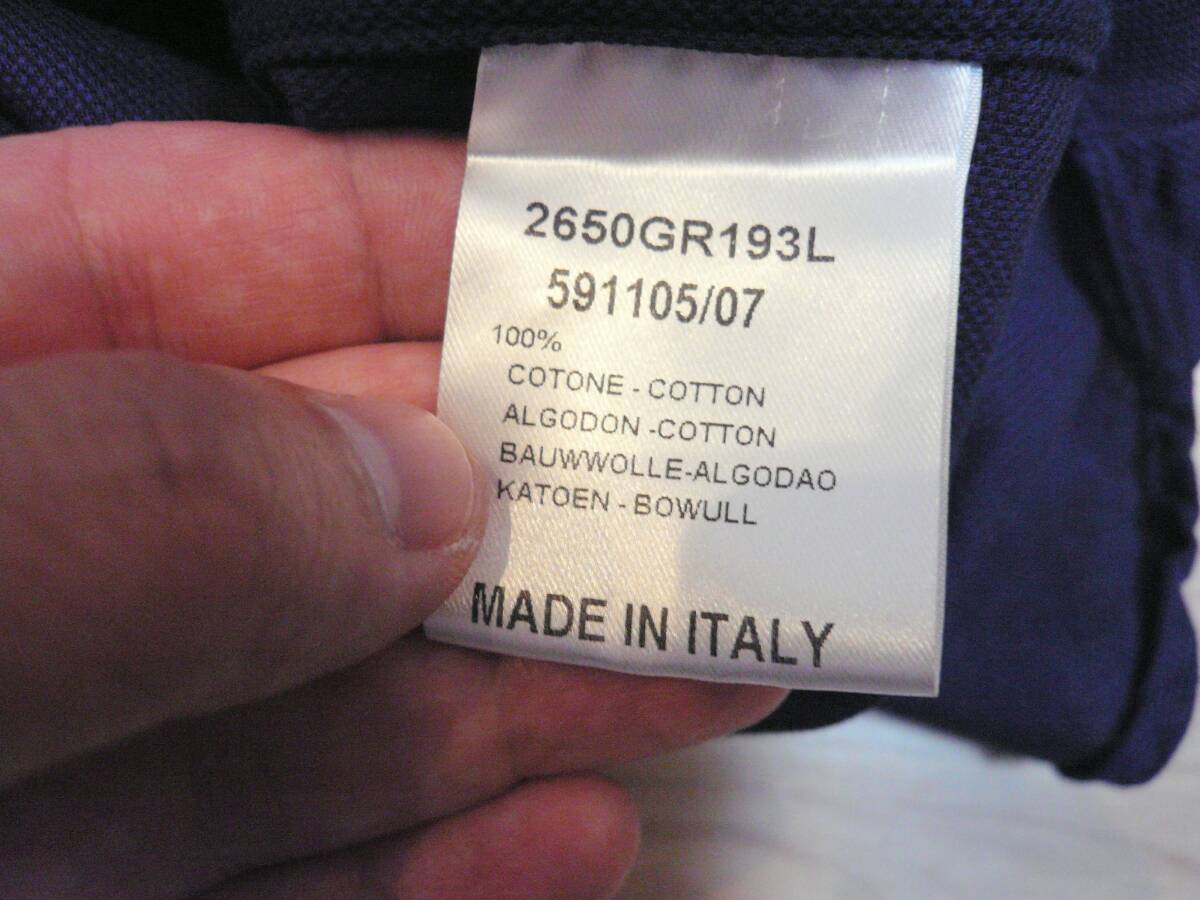 2650GR193L
591105/07
100%
COTONE - COTTON
ALGODON -COTTON
BAUWWOLLE-ALGODAO
KATOEN - BOWULL
MADE IN ITALY